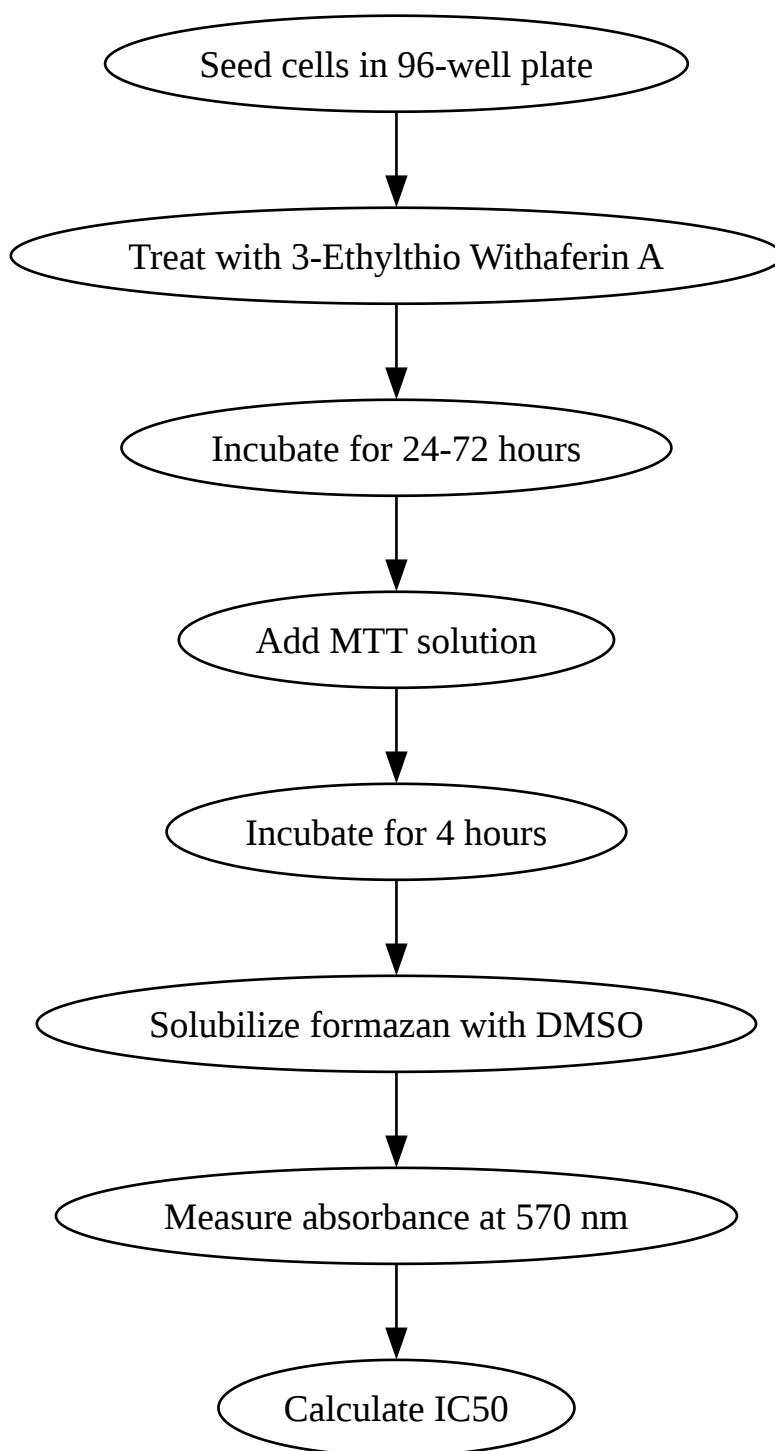 Seed cells in 96-well plate
Treat with 3-Ethylthio Withaferin A
Incubate for 24-72 hours
Add MTT solution
Incubate for 4 hours
Solubilize formazan with DMSO
Measure absorbance at 570 nm
Calculate IC50